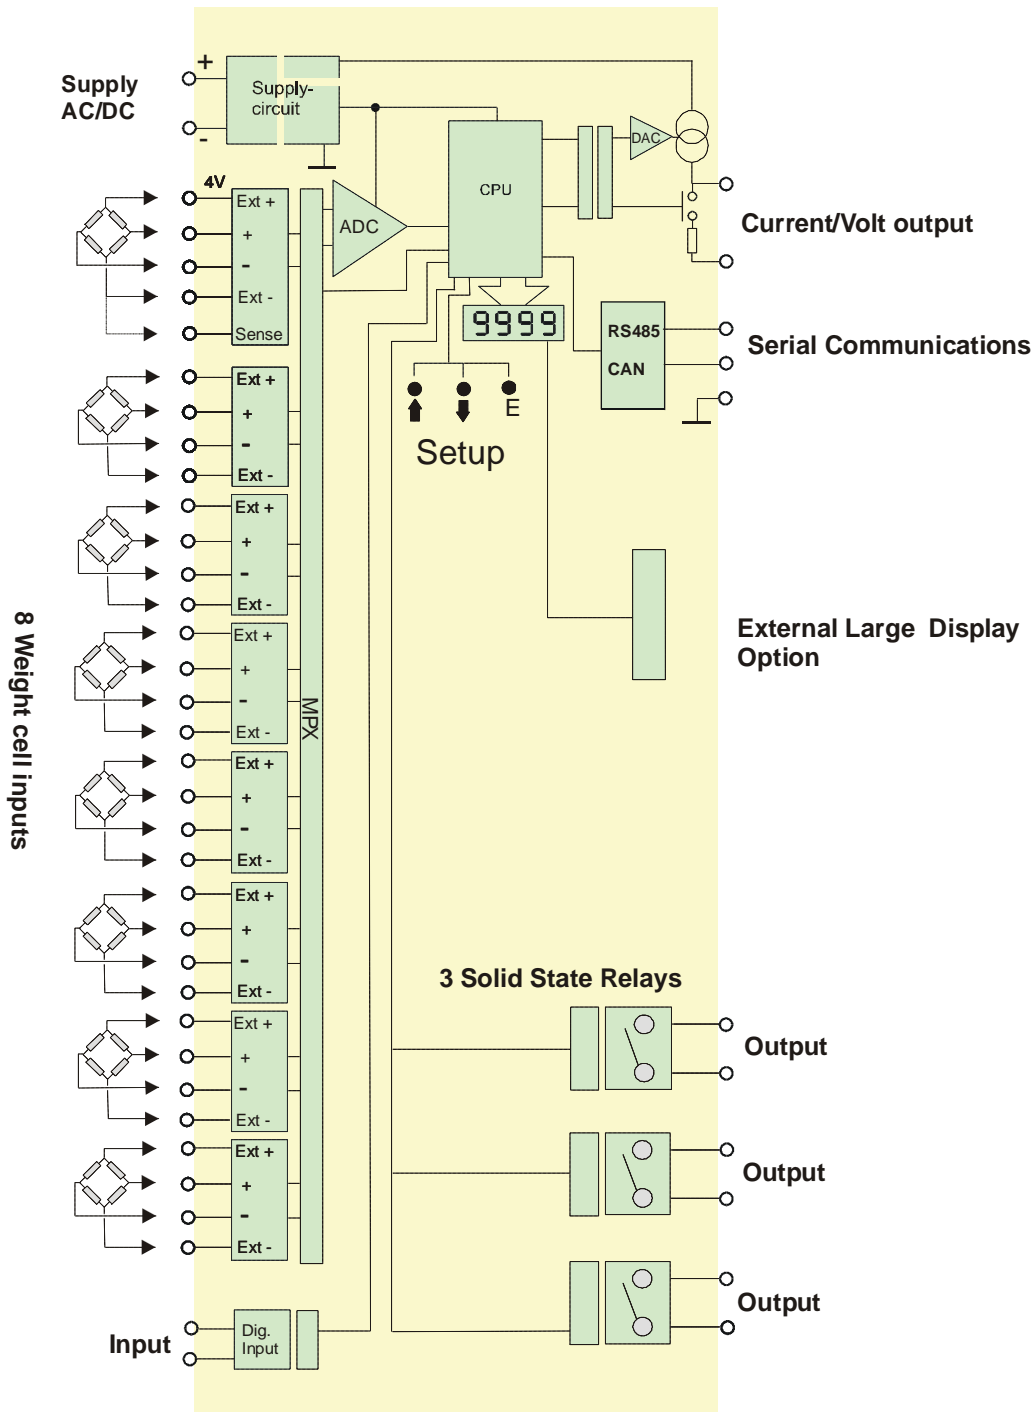 Supply
AC/DC
+
-
Supply-
circuit
DAC
CPU
ADC
4V
Ext +
+
-
Ext -
Sense
Current/Volt output
9999
RS485
CAN
Serial Communications
E
Setup
Ext +
+
-
Ext -
Ext +
+
-
Ext -
8 Weight cell inputs
Ext +
+
-
Ext -
MPX
External Large Display
Option
Ext +
+
-
Ext -
Ext +
+
-
Ext -
3 Solid State Relays
Ext +
+
-
Ext -
Output
Ext +
+
-
Ext -
Output
Output
Input
Dig.
Input